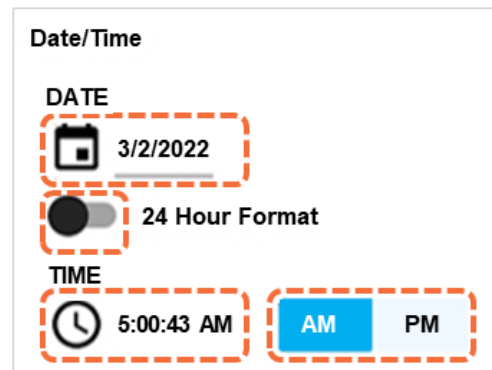 Date/Time
DATE
3/2/2022
24 Hour Format
TIME
5:00:43 AM AM PM